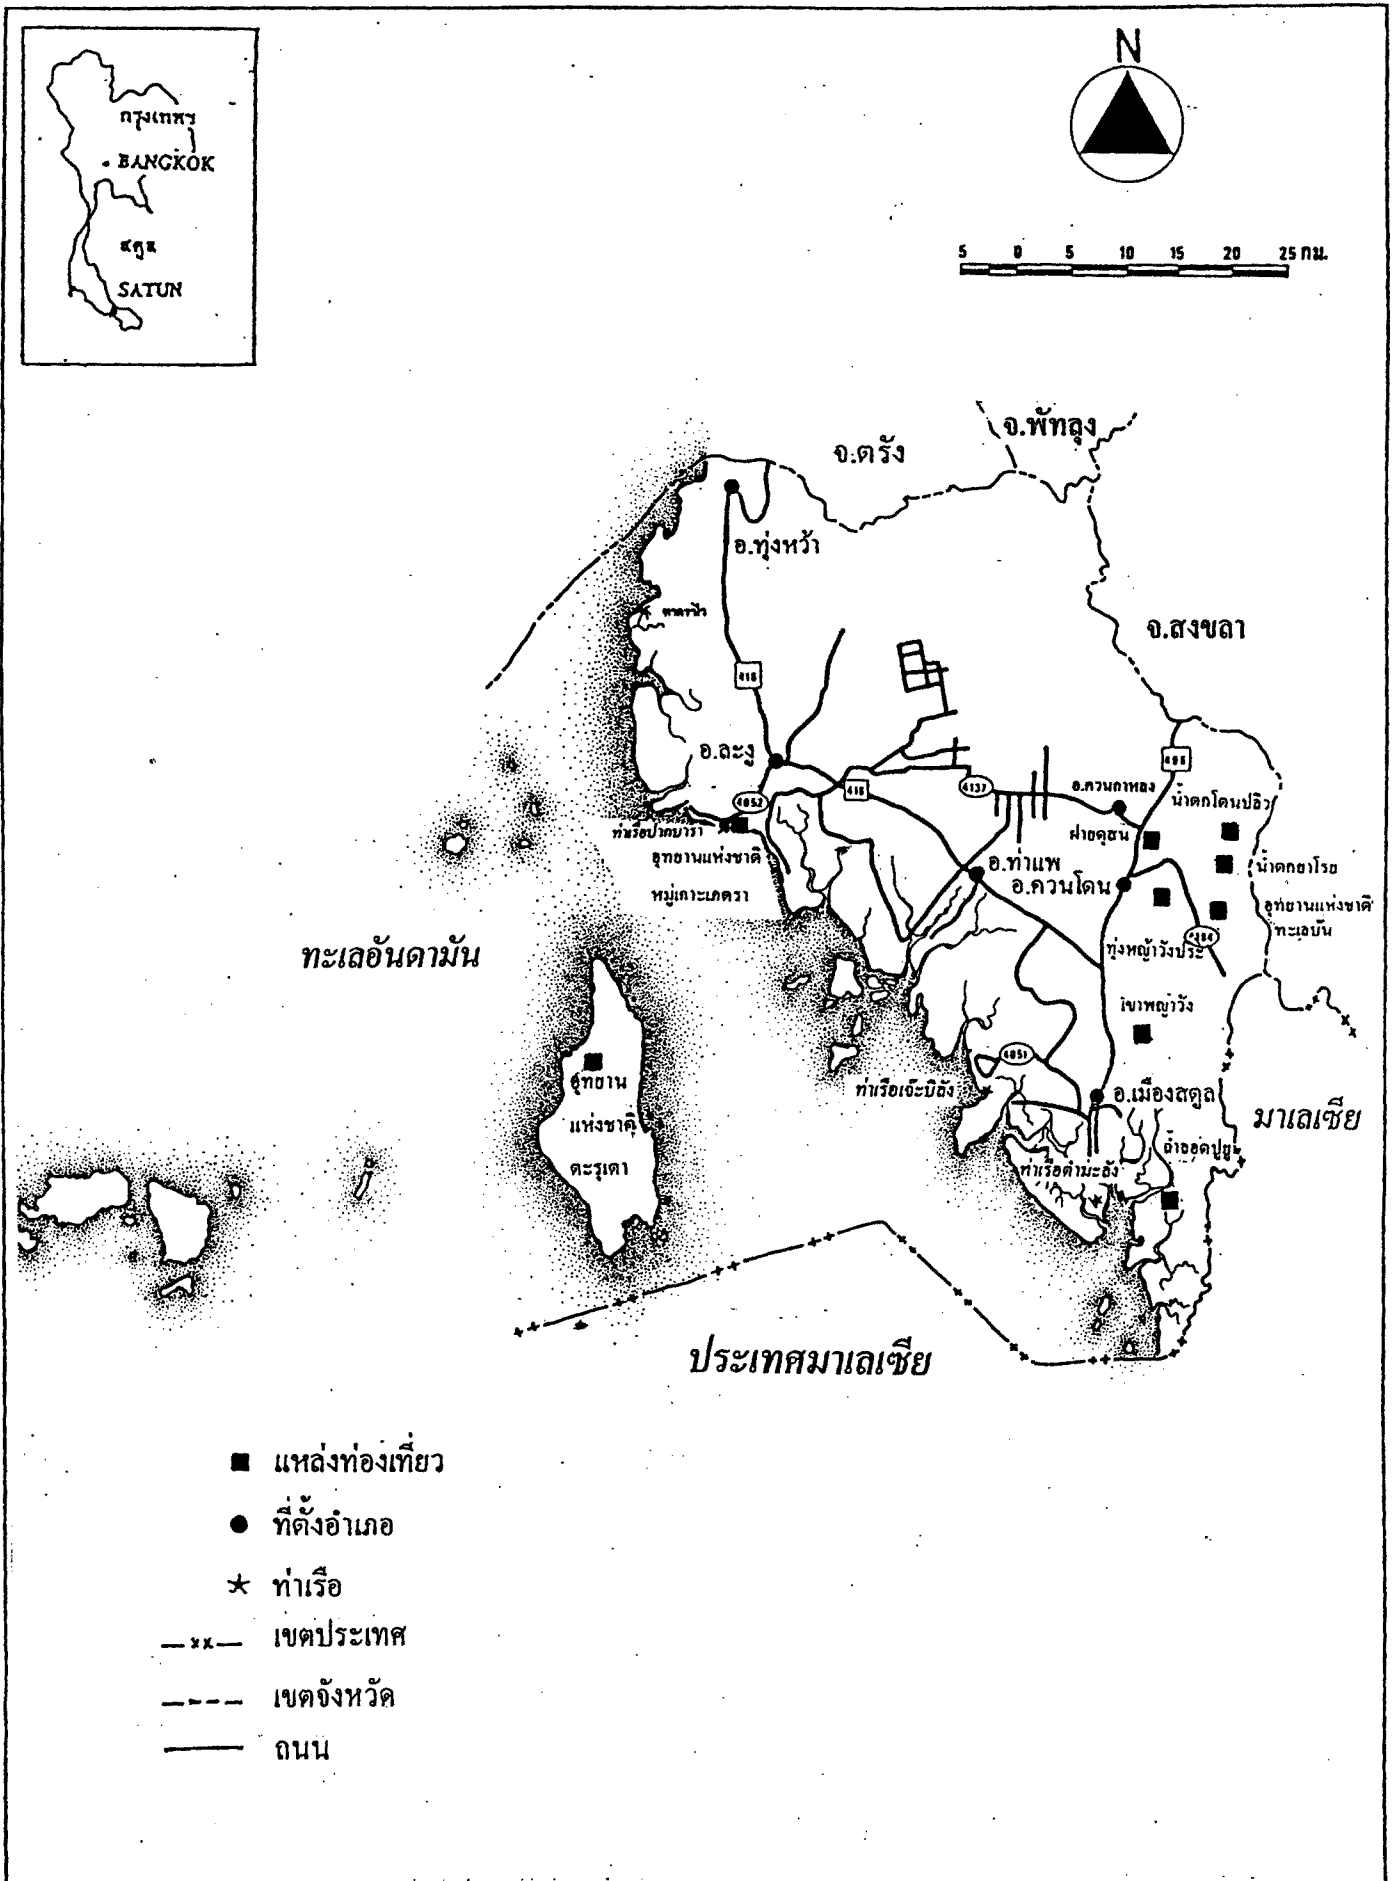 กรุงเทพฯ
BANGKOK
สตูล
SATUN
N
5 0 5 10 15 20 25 กม.
จ.พัทลุง
จ.ตรัง
อ.ทุ่งหว้า
จ.สงขลา
416
อ.ละงู
406
4137
อ.ควนกาหลง
416
4052
น้ำตกโตนปลิว
ท่าเรือปากบารา
ฝายดุสน
อุทยานแห่งชาติ
หมู่เกาะเภตรา
อ.ท่าแพ
น้ำตกยาโรย
อ.ควนโดน
อุทยานแห่งชาติ
ทะเลบัน
4184
ทะเลอันดามัน
ทุ่งหญ้าวังประ
เขาพญาวัง
4051
อุทยาน
แห่งชาติ
ตะรุเตา
ท่าเรือเจ๊ะบิลัง
อ.เมืองสตูล
มาเลเซีย
ถ้ำลอดปูยู
ท่าเรือตำมะลัง
ประเทศมาเลเซีย
แหล่งท่องเที่ยว
ที่ตั้งอำเภอ
ท่าเรือ
เขตประเทศ
เขตจังหวัด
ถนน